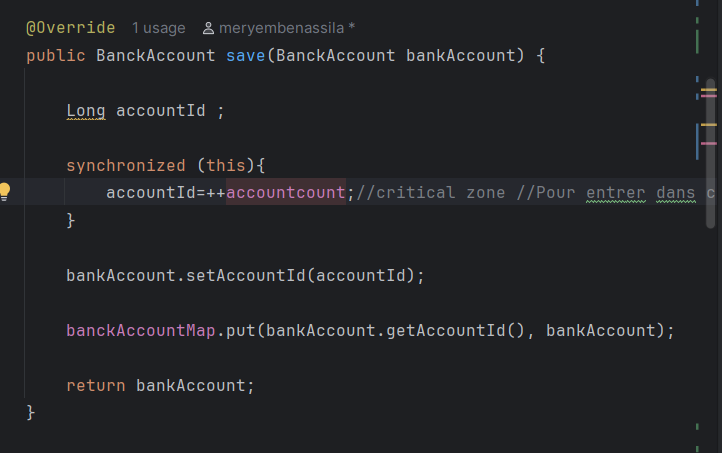 @Override 1 usage meryembenassila *
public BanckAccount save(BanckAccount bankAccount) {
Long accountId ;
synchronized (this){
accountId=++accountcount;//critical zone //Pour entrer dans c
}
bankAccount.setAccountId(accountId);
banckAccountMap.put(bankAccount.getAccountId(), bankAccount);
return bankAccount;
}